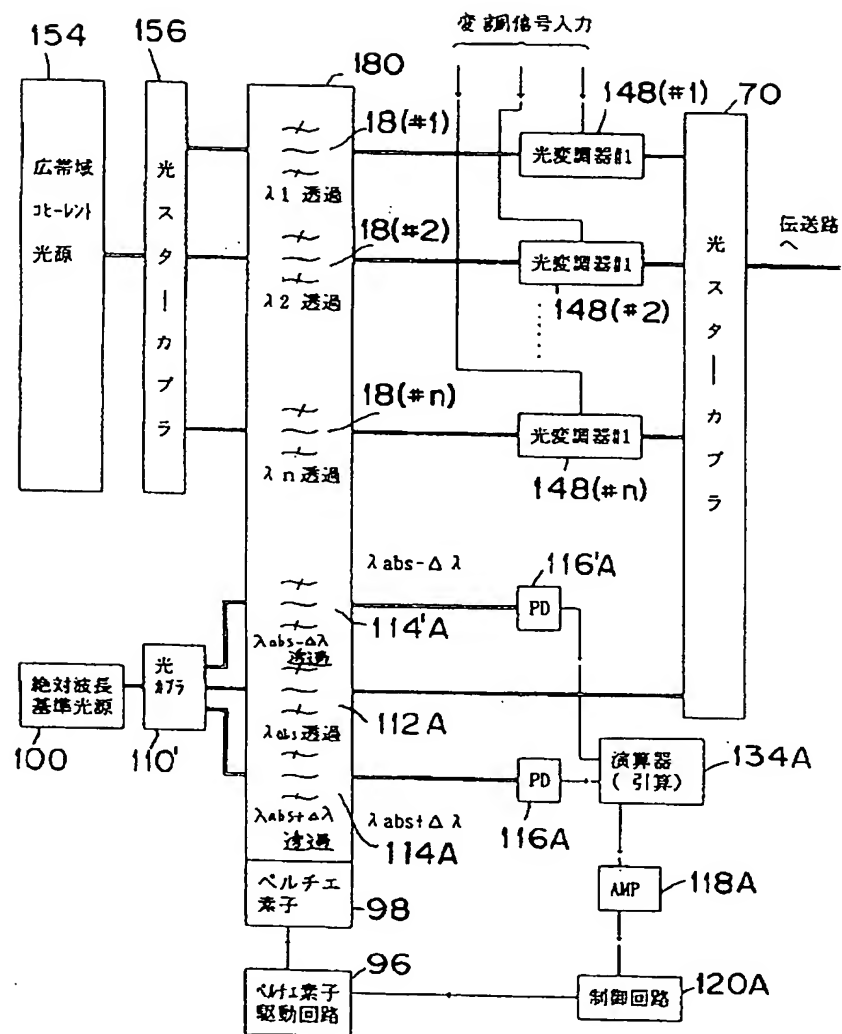 変調信号入力
154
156
180
148(#1)
70
18(#1)
広帯域
コヒーレント
光源
光スターカプラ
λ1 透過
光変調器#1
伝送路
へ
18(#2)
λ2 透過
光変調器#1
148(#2)
光スターカプラ
18(#n)
λn 透過
光変調器#1
148(#n)
λabs-Δλ
116'A
PD
114'A
λabs-Δλ
透過
絶対波長
基準光源
100
光
カプラ
110'
λabs透過
112A
演算器
(引算)
134A
PD
116A
λabs+Δλ
透過
λabs+Δλ
114A
ペルチェ
素子
98
AMP
118A
96
ペルチェ素子
駆動回路
制御回路
120A